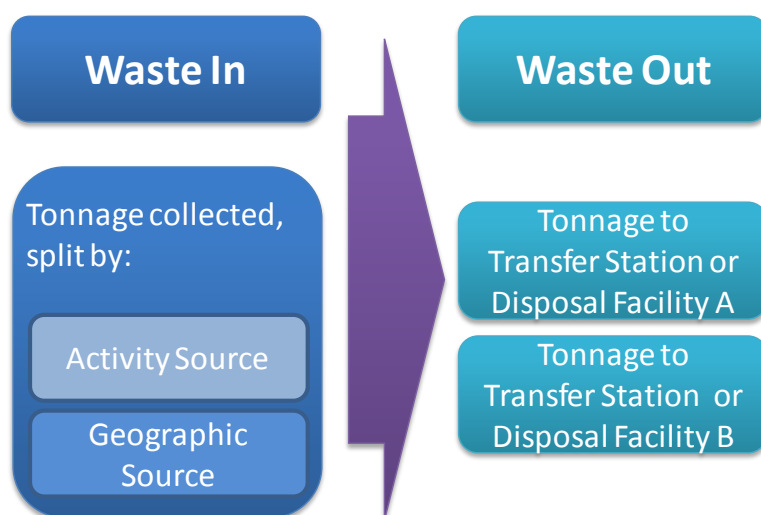 Waste In
Waste Out
Tonnage collected,
split by:
Activity Source
Geographic
Source
Tonnage to
Transfer Station or
Disposal Facility A
Tonnage to
Transfer Station or
Disposal Facility B